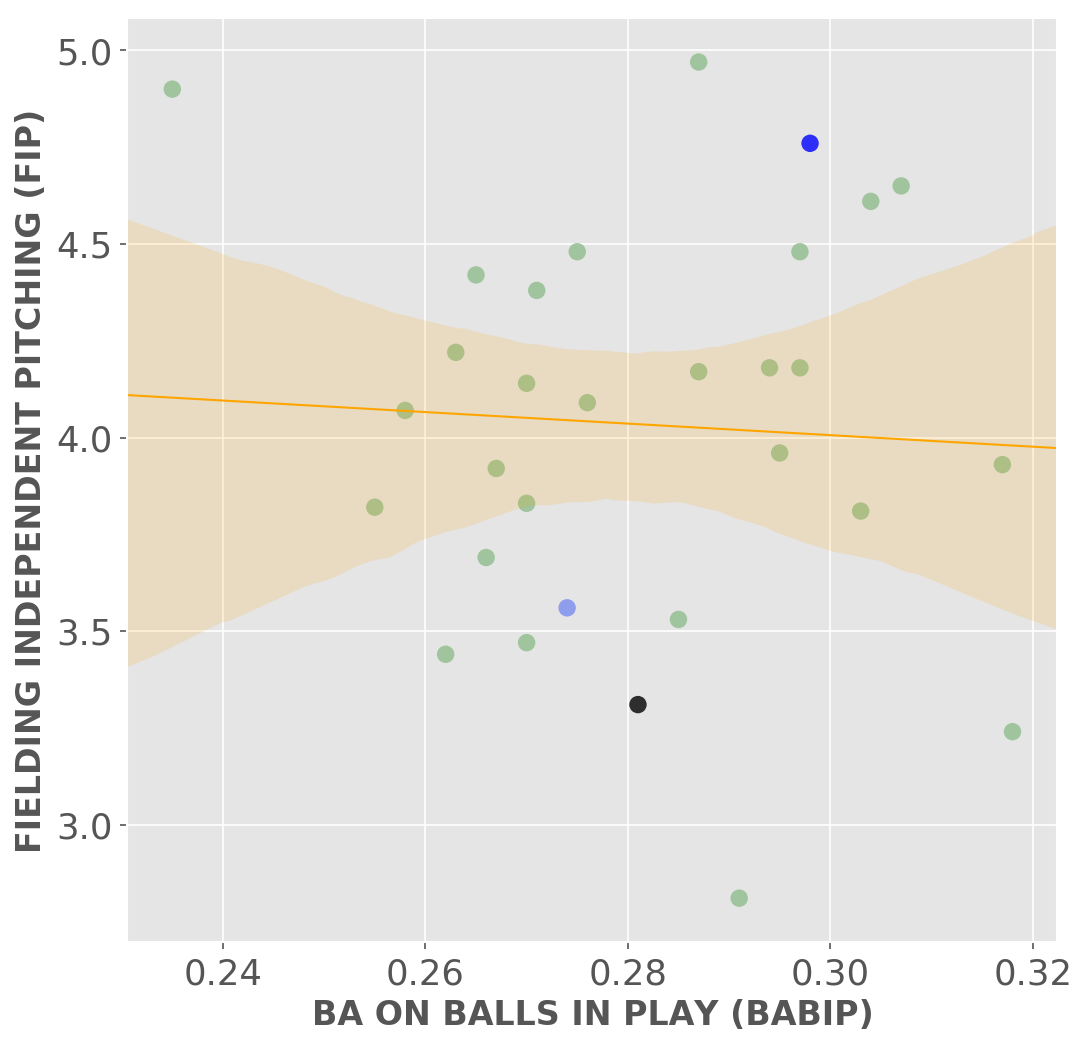 FIELDING INDEPENDENT PITCHING (FIP)
5.0
4.5
4.0
3.5
3.0
0.24 0.26 0.28 0.30 0.32
BA ON BALLS IN PLAY (BABIP)